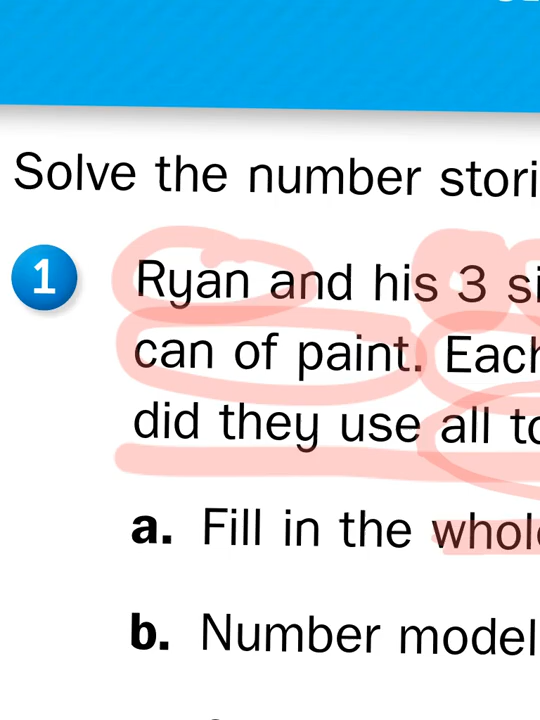 Solve the number stori
1 Ryan and his 3 si
can of paint. Each
did they use all to
a. Fill in the whole
b. Number model